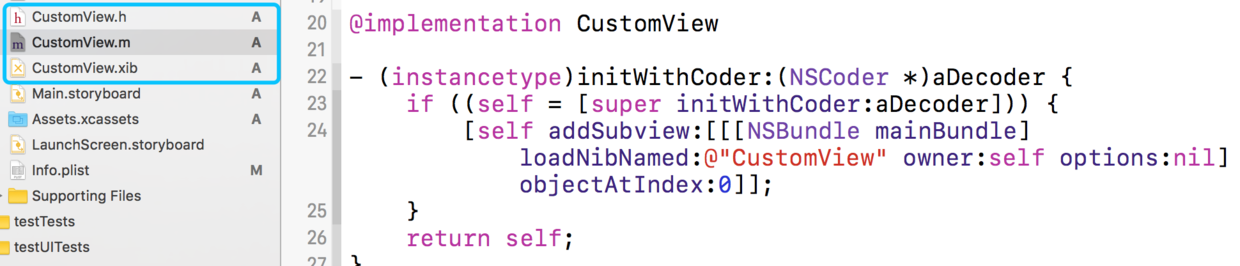 CustomView.h A
CustomView.m A
CustomView.xib A
Main.storyboard A
Assets.xcassets A
LaunchScreen.storyboard
Info.plist M
Supporting Files
testTests
testUITests
20 @implementation CustomView
21
22 - (instancetype)initWithCoder:(NSCoder *)aDecoder {
23 if ((self = [super initWithCoder:aDecoder])) {
24 [self addSubview:[[[NSBundle mainBundle]
loadNibNamed:@"CustomView" owner:self options:nil]
objectAtIndex:0]];
25 }
26 return self;
27 }